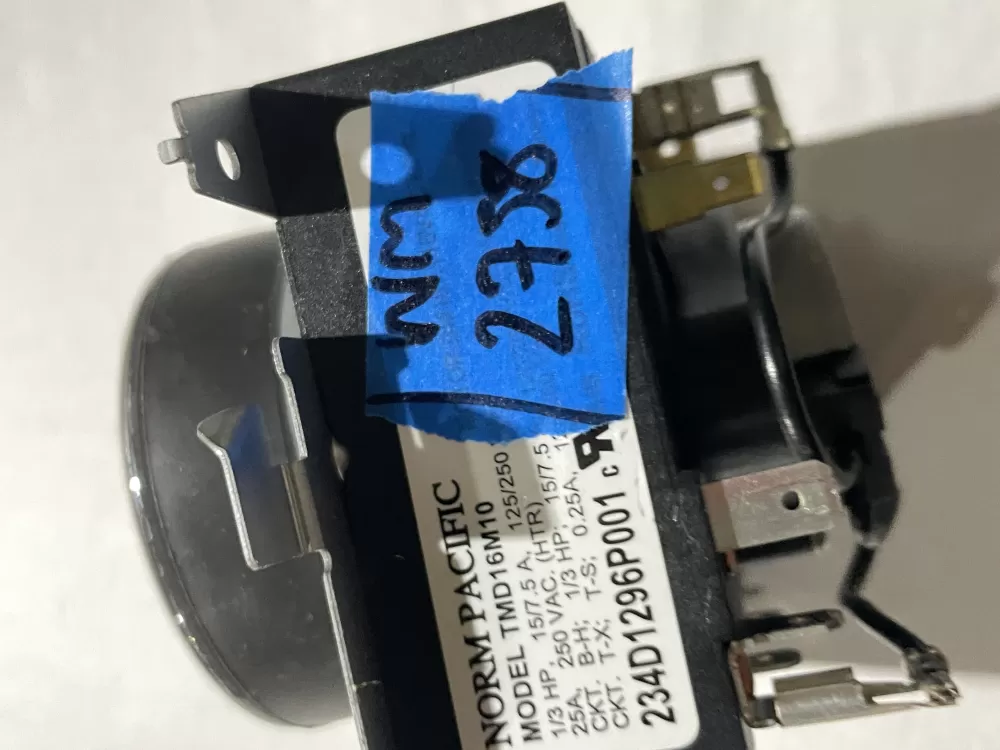 WM
2758
NORM PACIFIC
MODEL TMD16M10
1/3 HP, 15/7.5 A, 125/250
25A, 250 VAC. (HTR)
CKT. B-H; 1/3 HP; 15/7.5
CKT. T-X; T-S; 0.25A,
234D1296P001 c